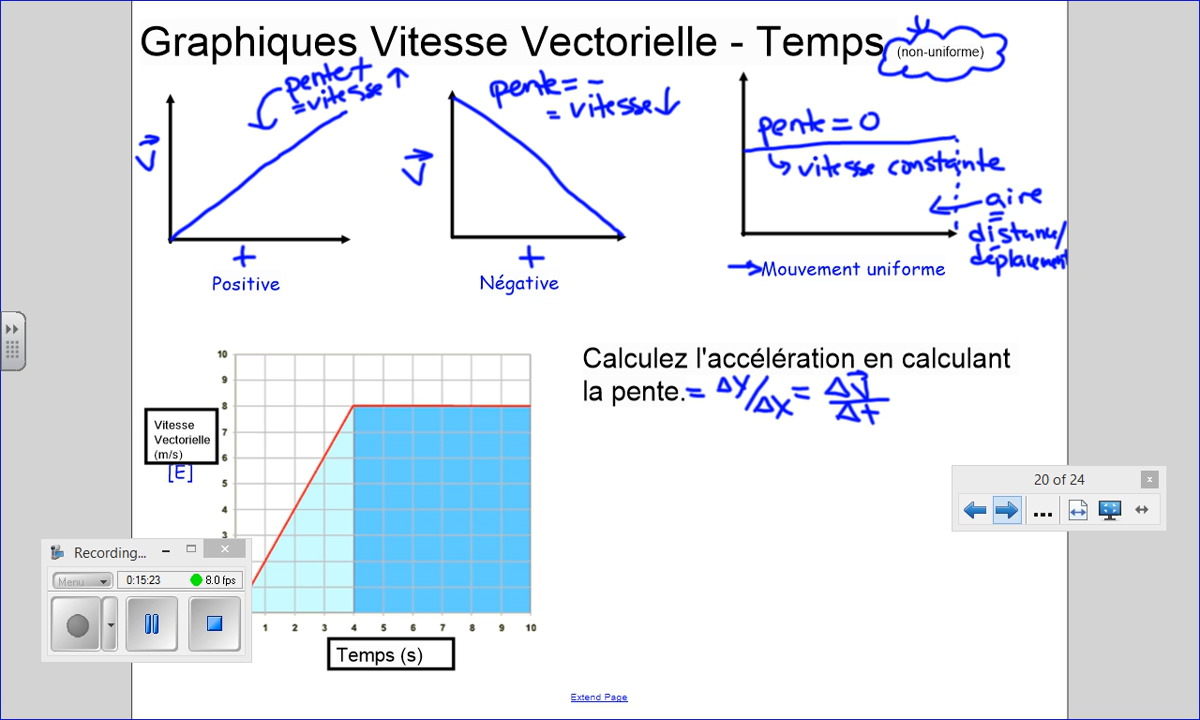 Graphiques Vitesse Vectorielle - Temps
(non-uniforme)
pente +
= vitesse ↑
pente = -
= vitesse ↓
pente = 0
↳ vitesse constante
aire
=
distance/
déplacement
V
V
+
+
Positive
Négative
Mouvement uniforme
Calculez l'accélération en calculant
la pente. = ΔY/ΔX = ΔV/Δt
10
9
8
7
6
5
4
3
Vitesse
Vectorielle
(m/s)
[E]
1 2 3 4 5 6 7 8 9 10
Temps (s)
Recording...
Menu
0:15:23
8.0 fps
20 of 24
...
Extend Page